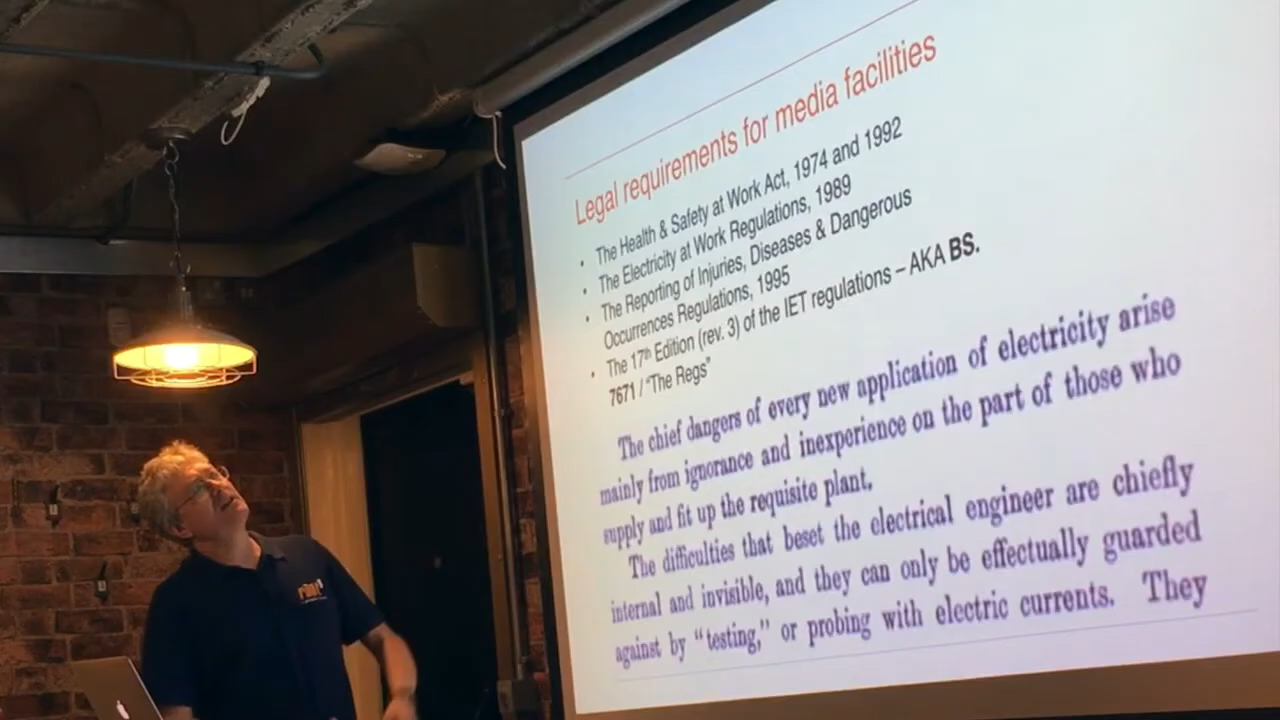 Legal requirements for media facilities
• The Health & Safety at Work Act, 1974 and 1992
• The Electricity at Work Regulations, 1989
• The Reporting of Injuries, Diseases & Dangerous
Occurrences Regulations, 1995
• The 17th Edition (rev. 3) of the IET regulations – AKA BS.
7671 / "The Regs"
The chief dangers of every new application of electricity arise
mainly from ignorance and inexperience on the part of those who
supply and fit up the requisite plant.
The difficulties that beset the electrical engineer are chiefly
internal and invisible, and they can only be effectually guarded
against by “testing,” or probing with electric currents. They